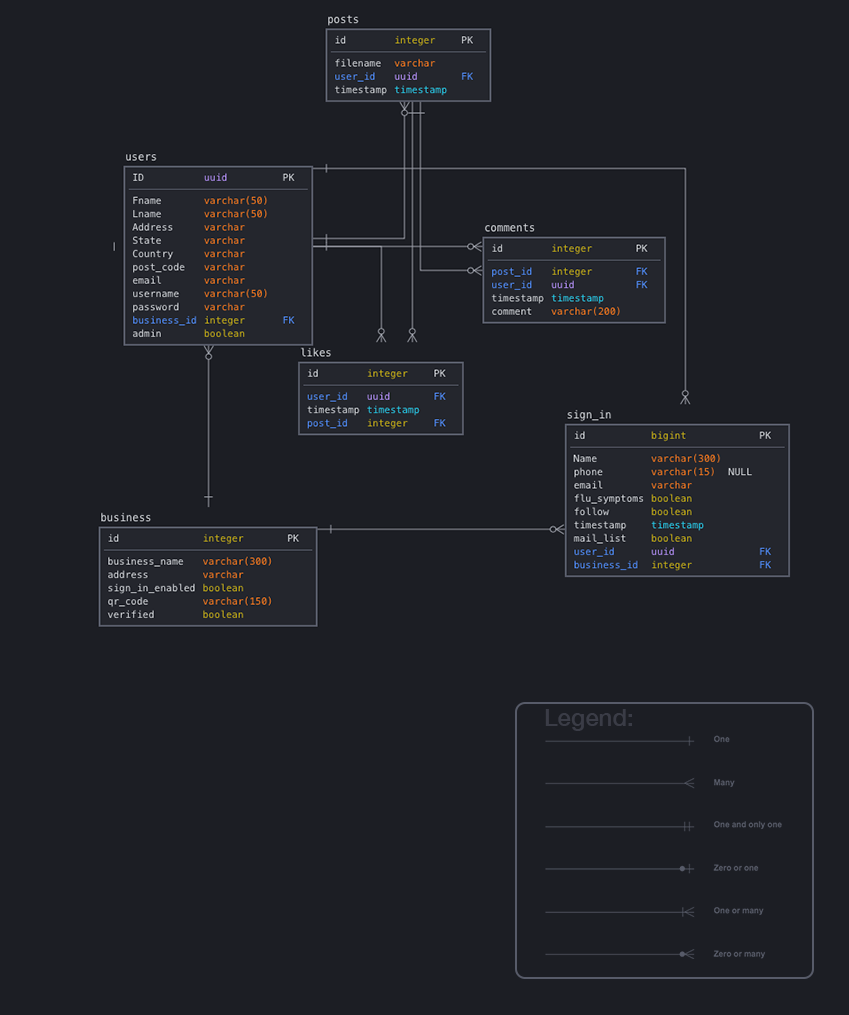 posts
id integer PK
filename varchar
user_id uuid FK
timestamp timestamp
users
ID uuid PK
Fname varchar(50)
Lname varchar(50)
Address varchar
State varchar
Country varchar
post_code varchar
email varchar
username varchar(50)
password varchar
business_id integer FK
admin boolean
comments
id integer PK
post_id integer FK
user_id uuid FK
timestamp timestamp
comment varchar(200)
likes
id integer PK
user_id uuid FK
timestamp timestamp
post_id integer FK
sign_in
id bigint PK
Name varchar(300)
phone varchar(15) NULL
email varchar
flu_symptoms boolean
follow boolean
timestamp timestamp
mail_list boolean
user_id uuid FK
business_id integer FK
business
id integer PK
business_name varchar(300)
address varchar
sign_in_enabled boolean
qr_code varchar(150)
verified boolean
Legend:
One
Many
One and only one
Zero or one
One or many
Zero or many